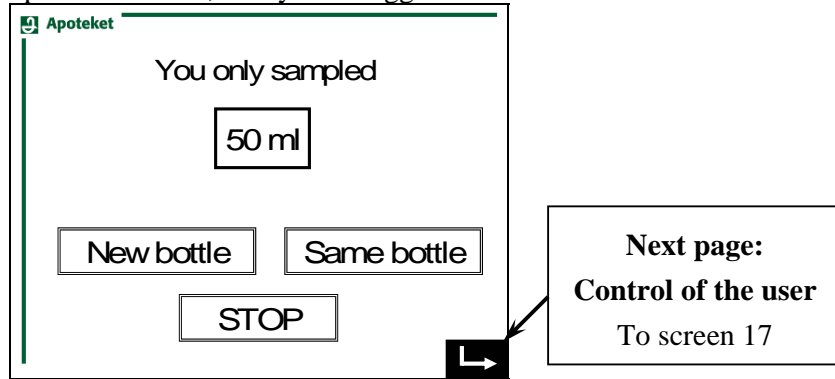 Apoteket
You only sampled
50 ml
New bottle Same bottle
STOP
Next page:
Control of the user
To screen 17